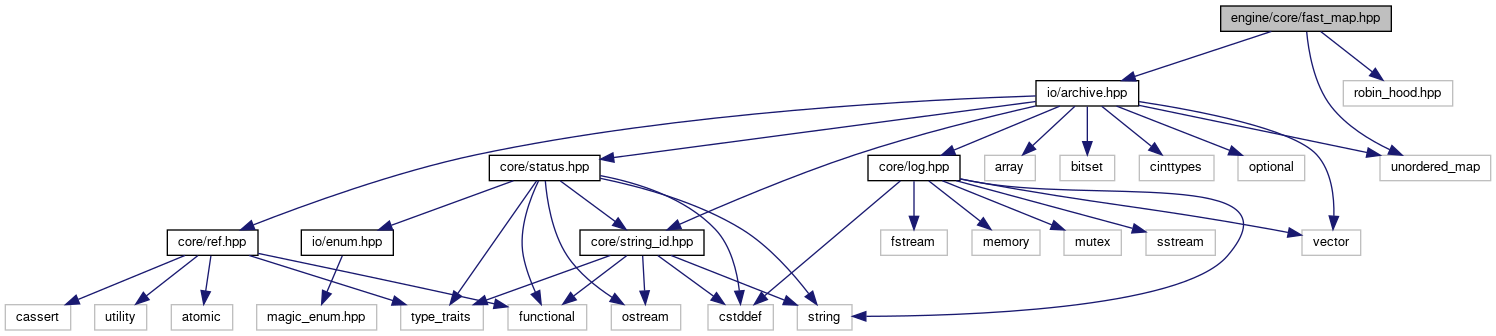 engine/core/fast_map.hpp
io/archive.hpp
robin_hood.hpp
core/status.hpp
core/log.hpp
array
bitset
cinttypes
optional
unordered_map
core/ref.hpp
io/enum.hpp
core/string_id.hpp
fstream
memory
mutex
sstream
vector
cassert
utility
atomic
magic_enum.hpp
type_traits
functional
ostream
cstddef
string